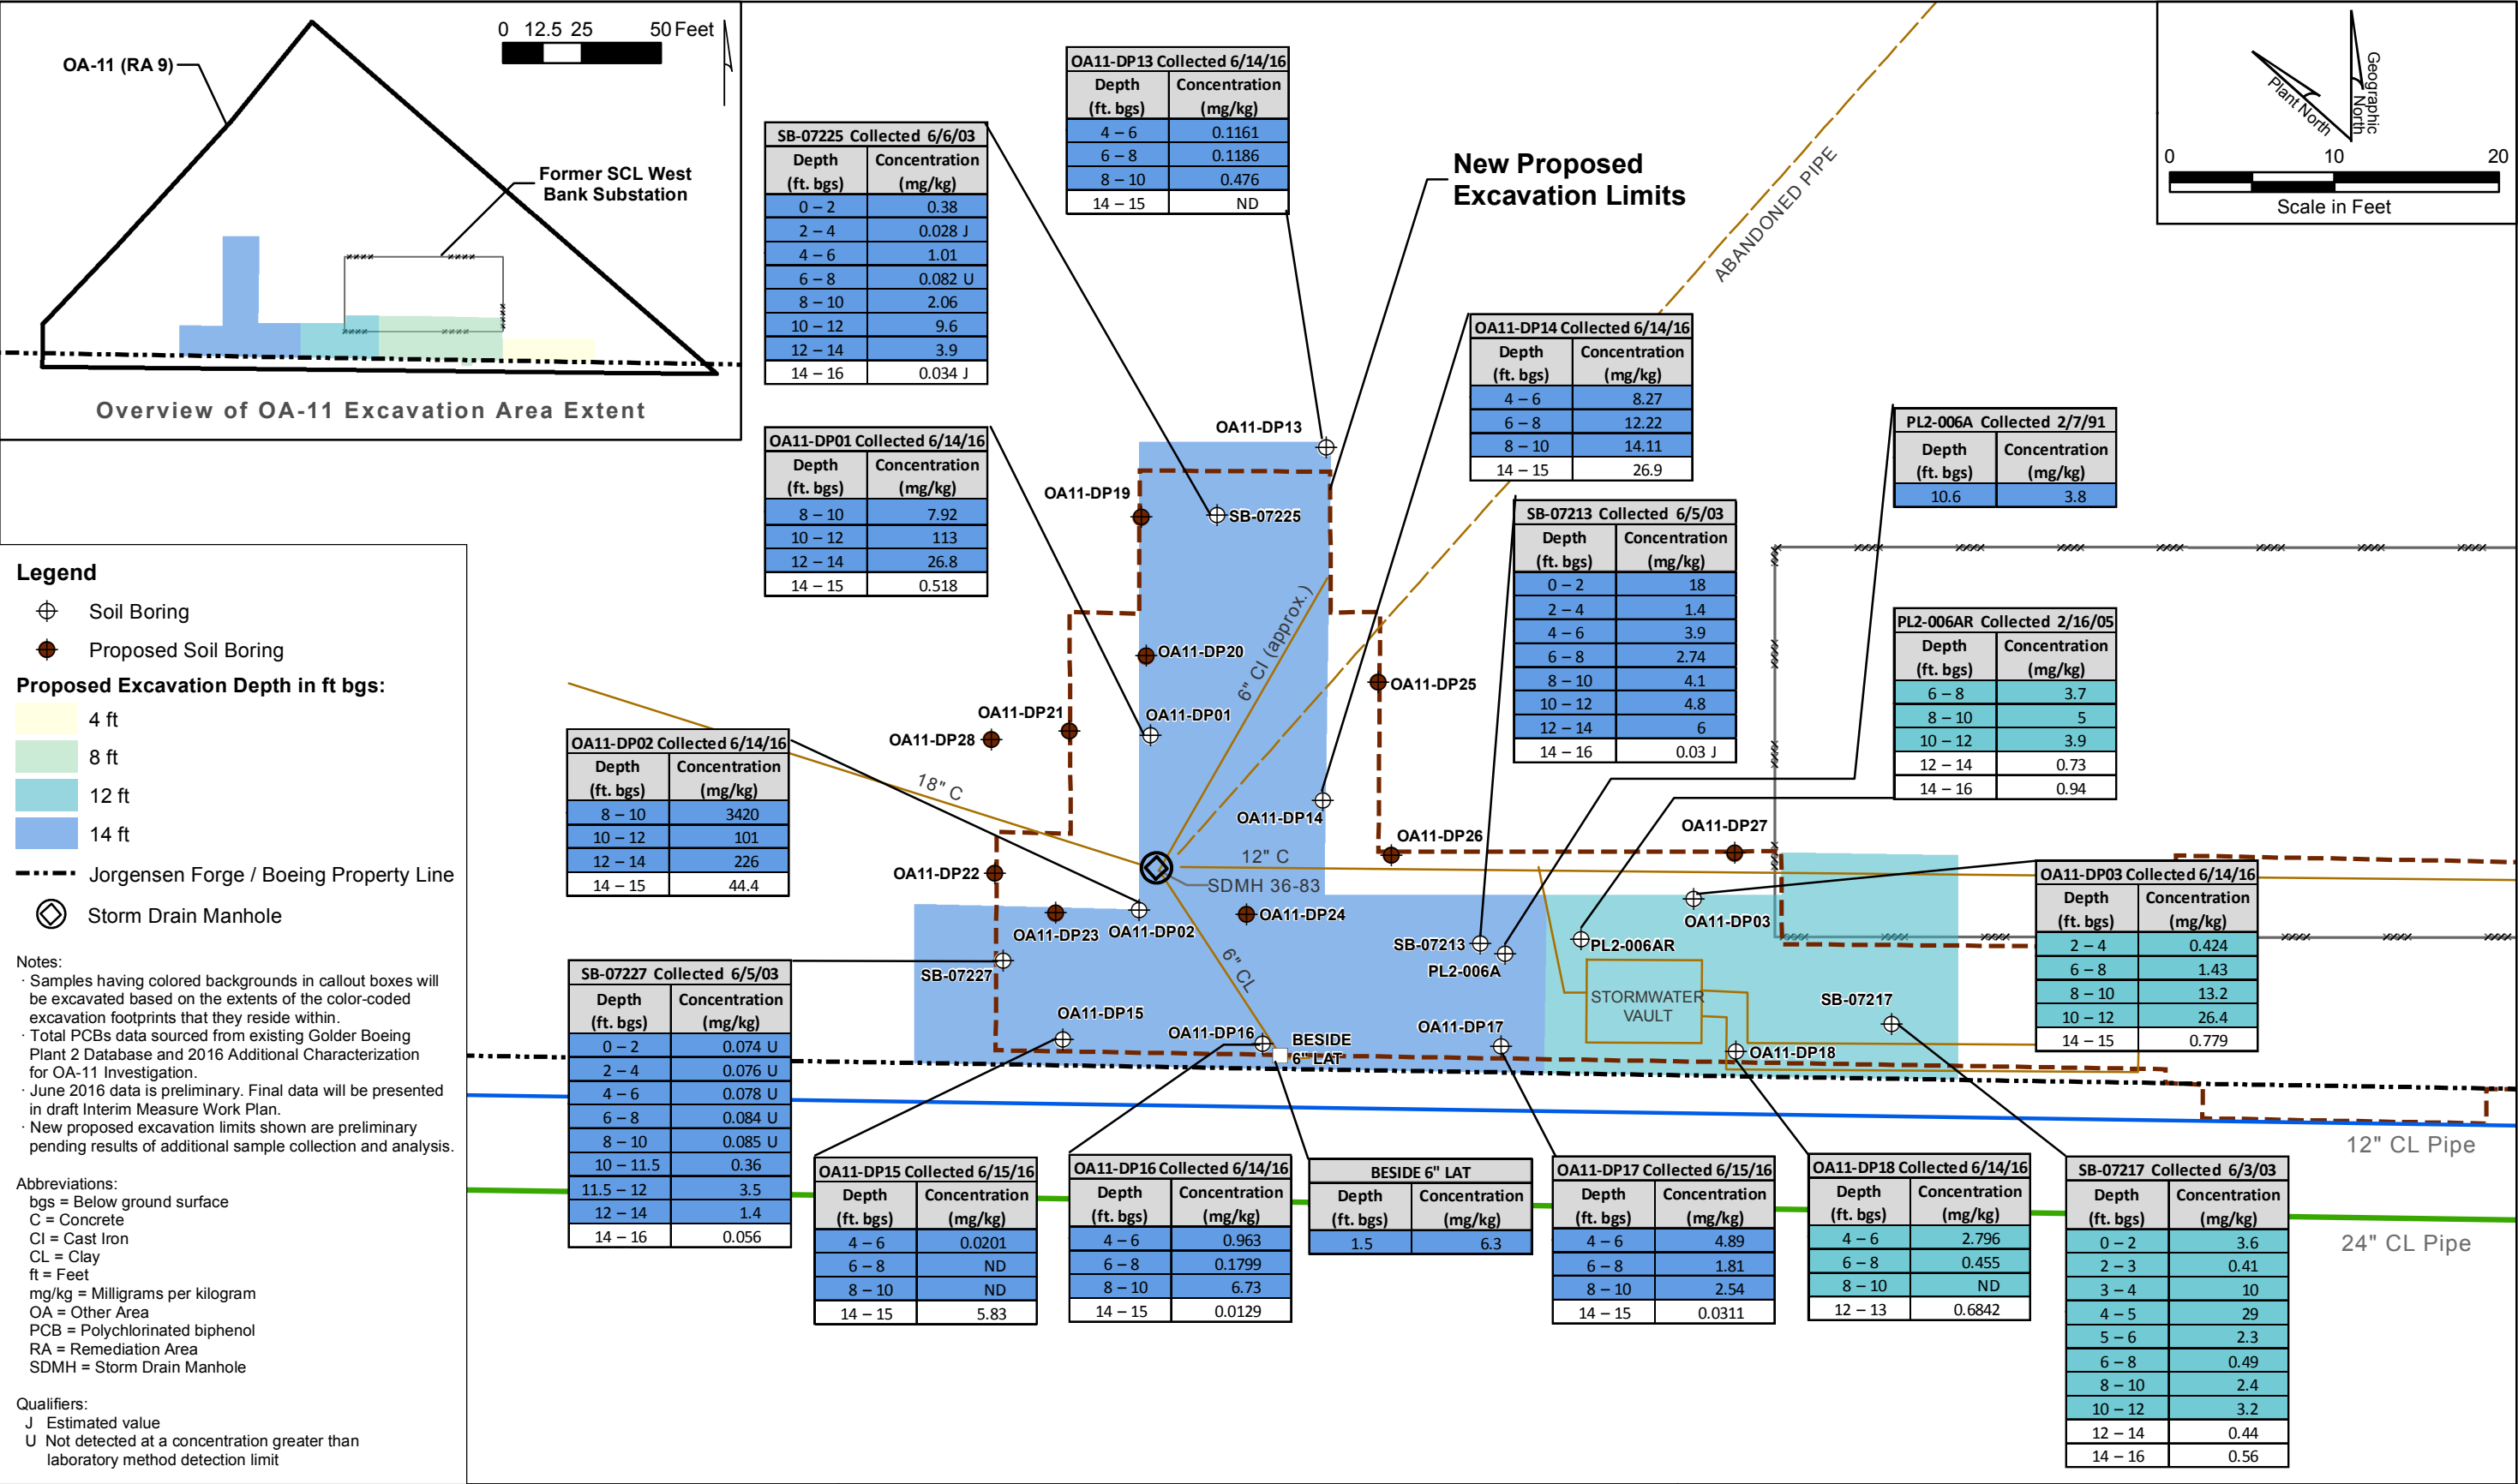 0 12.5 25 50 Feet
OA-11 (RA 9)
Former SCL West
Bank Substation
Overview of OA-11 Excavation Area Extent
Plant North
Geographic
North
0 10 20
Scale in Feet
New Proposed
Excavation Limits
ABANDONED PIPE
OA11-DP13 Collected 6/14/16
Depth Concentration
(ft. bgs) (mg/kg)
4 – 6 0.1161
6 – 8 0.1186
8 – 10 0.476
14 – 15 ND
SB-07225 Collected 6/6/03
Depth Concentration
(ft. bgs) (mg/kg)
0 – 2 0.38
2 – 4 0.028 J
4 – 6 1.01
6 – 8 0.082 U
8 – 10 2.06
10 – 12 9.6
12 – 14 3.9
14 – 16 0.034 J
OA11-DP01 Collected 6/14/16
Depth Concentration
(ft. bgs) (mg/kg)
8 – 10 7.92
10 – 12 113
12 – 14 26.8
14 – 15 0.518
OA11-DP14 Collected 6/14/16
Depth Concentration
(ft. bgs) (mg/kg)
4 – 6 8.27
6 – 8 12.22
8 – 10 14.11
14 – 15 26.9
SB-07213 Collected 6/5/03
Depth Concentration
(ft. bgs) (mg/kg)
0 – 2 18
2 – 4 1.4
4 – 6 3.9
6 – 8 2.74
8 – 10 4.1
10 – 12 4.8
12 – 14 6
14 – 16 0.03 J
PL2-006A Collected 2/7/91
Depth Concentration
(ft. bgs) (mg/kg)
10.6 3.8
PL2-006AR Collected 2/16/05
Depth Concentration
(ft. bgs) (mg/kg)
6 – 8 3.7
8 – 10 5
10 – 12 3.9
12 – 14 0.73
14 – 16 0.94
OA11-DP02 Collected 6/14/16
Depth Concentration
(ft. bgs) (mg/kg)
8 – 10 3420
10 – 12 101
12 – 14 226
14 – 15 44.4
OA11-DP03 Collected 6/14/16
Depth Concentration
(ft. bgs) (mg/kg)
2 – 4 0.424
6 – 8 1.43
8 – 10 13.2
10 – 12 26.4
14 – 15 0.779
SB-07227 Collected 6/5/03
Depth Concentration
(ft. bgs) (mg/kg)
0 – 2 0.074 U
2 – 4 0.076 U
4 – 6 0.078 U
6 – 8 0.084 U
8 – 10 0.085 U
10 – 11.5 0.36
11.5 – 12 3.5
12 – 14 1.4
14 – 16 0.056
OA11-DP15 Collected 6/15/16
Depth Concentration
(ft. bgs) (mg/kg)
4 – 6 0.0201
6 – 8 ND
8 – 10 ND
14 – 15 5.83
OA11-DP16 Collected 6/14/16
Depth Concentration
(ft. bgs) (mg/kg)
4 – 6 0.963
6 – 8 0.1799
8 – 10 6.73
14 – 15 0.0129
BESIDE 6" LAT
Depth Concentration
(ft. bgs) (mg/kg)
1.5 6.3
OA11-DP17 Collected 6/15/16
Depth Concentration
(ft. bgs) (mg/kg)
4 – 6 4.89
6 – 8 1.81
8 – 10 2.54
14 – 15 0.0311
OA11-DP18 Collected 6/14/16
Depth Concentration
(ft. bgs) (mg/kg)
4 – 6 2.796
6 – 8 0.455
8 – 10 ND
12 – 13 0.6842
SB-07217 Collected 6/3/03
Depth Concentration
(ft. bgs) (mg/kg)
0 – 2 3.6
2 – 3 0.41
3 – 4 10
4 – 5 29
5 – 6 2.3
6 – 8 0.49
8 – 10 2.4
10 – 12 3.2
12 – 14 0.44
14 – 16 0.56
OA11-DP13
OA11-DP19
SB-07225
OA11-DP20
6" CI (approx.)
OA11-DP25
OA11-DP21
OA11-DP01
OA11-DP28
18" C
OA11-DP14
OA11-DP26
OA11-DP27
12" C
OA11-DP22
SDMH 36-83
OA11-DP24
OA11-DP03
OA11-DP23
OA11-DP02
SB-07213
PL2-006AR
SB-07227
6" CL
PL2-006A
STORMWATER
VAULT
SB-07217
OA11-DP15
OA11-DP16
BESIDE
6" LAT
OA11-DP17
OA11-DP18
12" CL Pipe
24" CL Pipe
Legend
Soil Boring
Proposed Soil Boring
Proposed Excavation Depth in ft bgs:
4 ft
8 ft
12 ft
14 ft
Jorgensen Forge / Boeing Property Line
Storm Drain Manhole
Notes:
· Samples having colored backgrounds in callout boxes will
be excavated based on the extents of the color-coded
excavation footprints that they reside within.
· Total PCBs data sourced from existing Golder Boeing
Plant 2 Database and 2016 Additional Characterization
for OA-11 Investigation.
· June 2016 data is preliminary. Final data will be presented
in draft Interim Measure Work Plan.
· New proposed excavation limits shown are preliminary
pending results of additional sample collection and analysis.
Abbreviations:
bgs = Below ground surface
C = Concrete
CI = Cast Iron
CL = Clay
ft = Feet
mg/kg = Milligrams per kilogram
OA = Other Area
PCB = Polychlorinated biphenol
RA = Remediation Area
SDMH = Storm Drain Manhole
Qualifiers:
J Estimated value
U Not detected at a concentration greater than
laboratory method detection limit